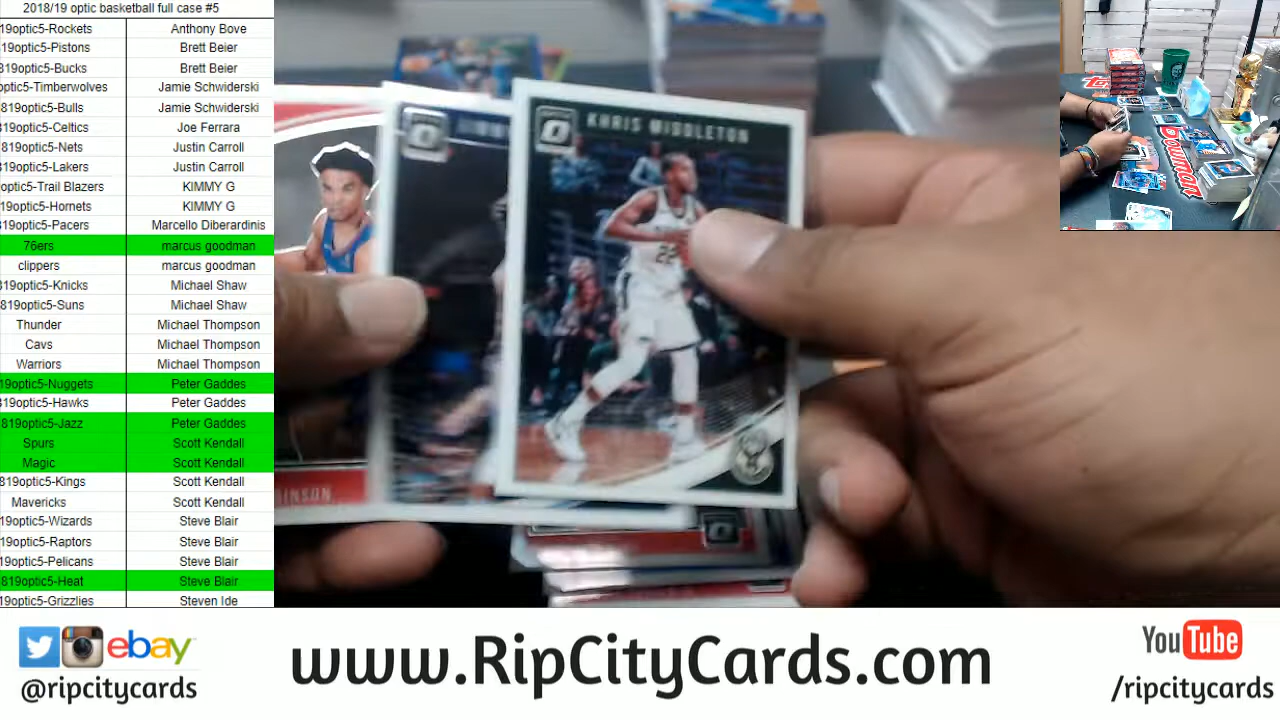 2018/19 optic basketball full case #5
19optic5-Rockets Anthony Bove
19optic5-Pistons Brett Beier
819optic5-Bucks Brett Beier
optic5-Timberwolves Jamie Schwiderski
819optic5-Bulls Jamie Schwiderski
819optic5-Celtics Joe Ferrara
819optic5-Nets Justin Carroll
819optic5-Lakers Justin Carroll
optic5-Trail Blazers KIMMY G
19optic5-Hornets KIMMY G
819optic5-Pacers Marcello Diberardinis
76ers marcus goodman
clippers marcus goodman
819optic5-Knicks Michael Shaw
819optic5-Suns Michael Shaw
Thunder Michael Thompson
Cavs Michael Thompson
Warriors Michael Thompson
19optic5-Nuggets Peter Gaddes
819optic5-Hawks Peter Gaddes
819optic5-Jazz Peter Gaddes
Spurs Scott Kendall
Magic Scott Kendall
819optic5-Kings Scott Kendall
Mavericks Scott Kendall
19optic5-Wizards Steve Blair
819optic5-Raptors Steve Blair
19optic5-Pelicans Steve Blair
819optic5-Heat Steve Blair
19optic5-Grizzlies Steven Ide
KHRIS MIDDLETON
22
Bowman
ebay
@ripcitycards
www.RipCityCards.com
YouTube
/ripcitycards